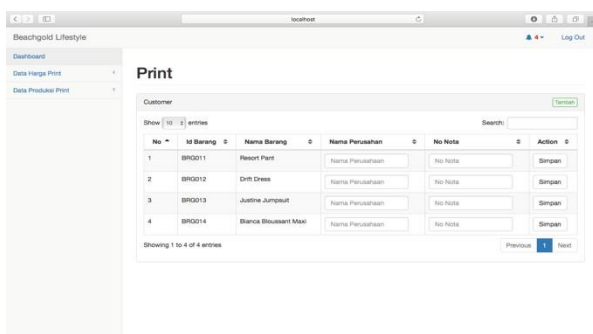 localhost
Beachgold Lifestyle
4
Log Out
Dashboard
Data Harga Print
Data Produksi Print
Print
Customer
Tambah
Show 10 entries
Search:
No Id Barang Nama Barang Nama Perusahan No Nota Action
1 BRG011 Resort Pant Nama Perusahaan No Nota Simpan
2 BRG012 Drift Dress Nama Perusahaan No Nota Simpan
3 BRG013 Justine Jumpsuit Nama Perusahaan No Nota Simpan
4 BRG014 Bianca Bloussant Maxi Nama Perusahaan No Nota Simpan
Showing 1 to 4 of 4 entries
Previous 1 Next